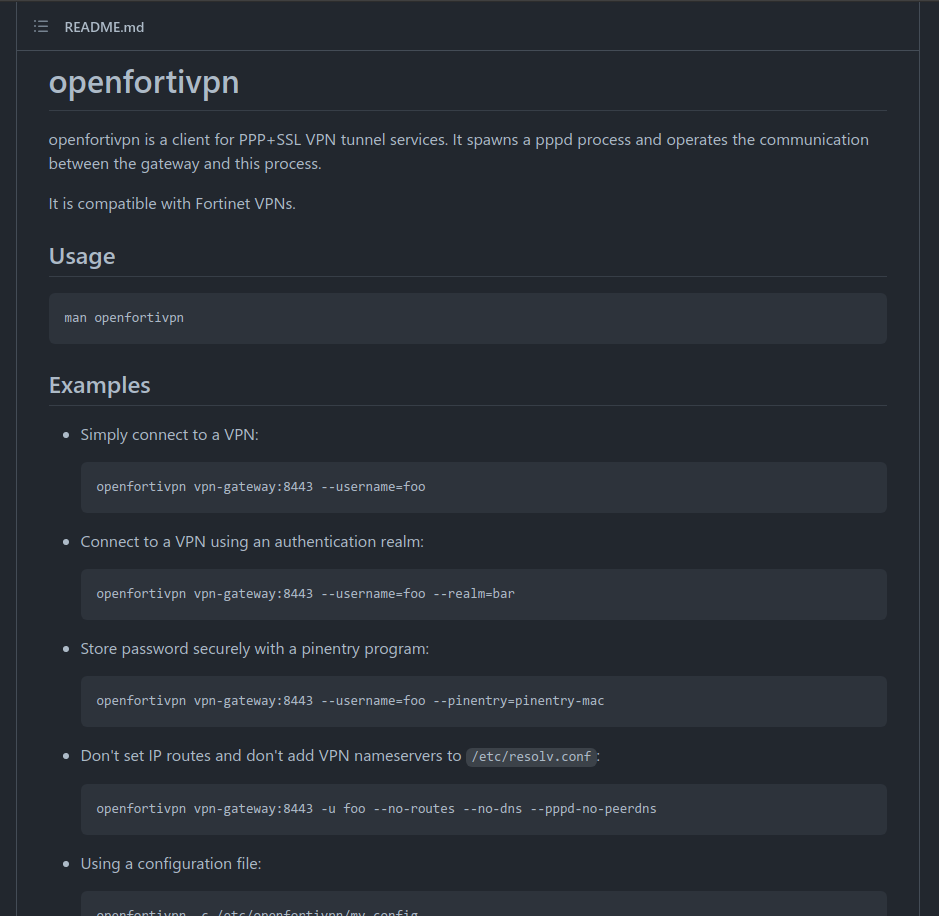 README.md
openfortivpn
openfortivpn is a client for PPP+SSL VPN tunnel services. It spawns a pppd process and operates the communication
between the gateway and this process.
It is compatible with Fortinet VPNs.
Usage
man openfortivpn
Examples
Simply connect to a VPN:
openfortivpn vpn-gateway:8443 --username=foo
Connect to a VPN using an authentication realm:
openfortivpn vpn-gateway:8443 --username=foo --realm=bar
Store password securely with a pinentry program:
openfortivpn vpn-gateway:8443 --username=foo --pinentry=pinentry-mac
Don't set IP routes and don't add VPN nameservers to /etc/resolv.conf:
openfortivpn vpn-gateway:8443 -u foo --no-routes --no-dns --pppd-no-peerdns
Using a configuration file:
openfortivpn -c /etc/openfortivpn/my-config